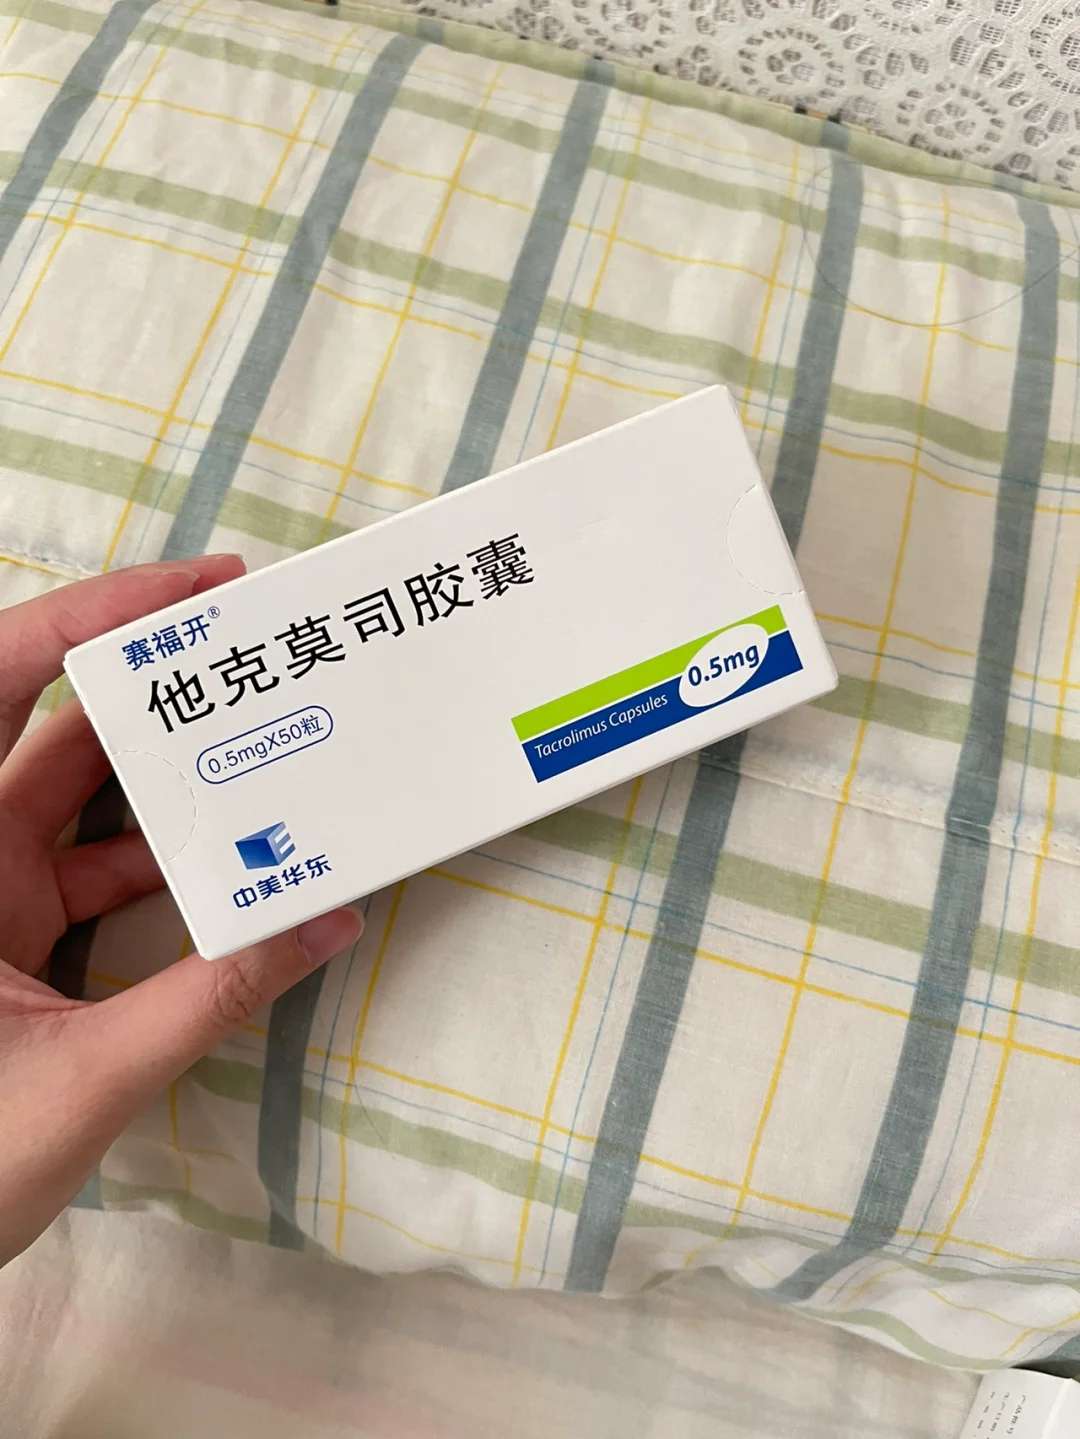 赛福开®
他克莫司胶囊
0.5mgX50粒
Tacrolimus Capsules
0.5mg
中美华东